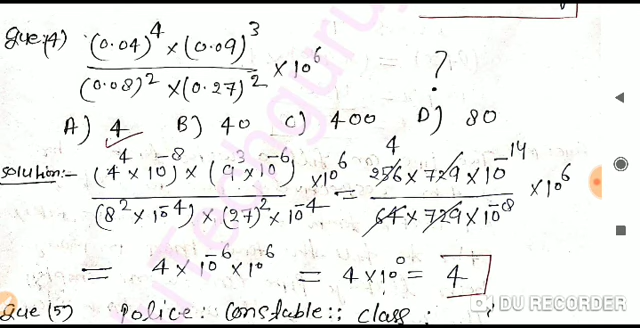 Que(4) (0.04)^4 × (0.09)^3 / (0.08)^2 × (0.27)^2 × 10^6 = ?
A) 4 B) 40 C) 400 D) 80
Solution:- (4^4 × 10^-8) × (9^3 × 10^-6) / (8^2 × 10^-4) × (27)^2 × 10^-4 × 10^6 = 4 256 × 729 × 10^-14 / 64 × 729 × 10^-8 × 10^6
= 4 × 10^-6 × 10^6 = 4 × 10^0 = 4
Que (5) Police : Constable :: Class :
DU RECORDER